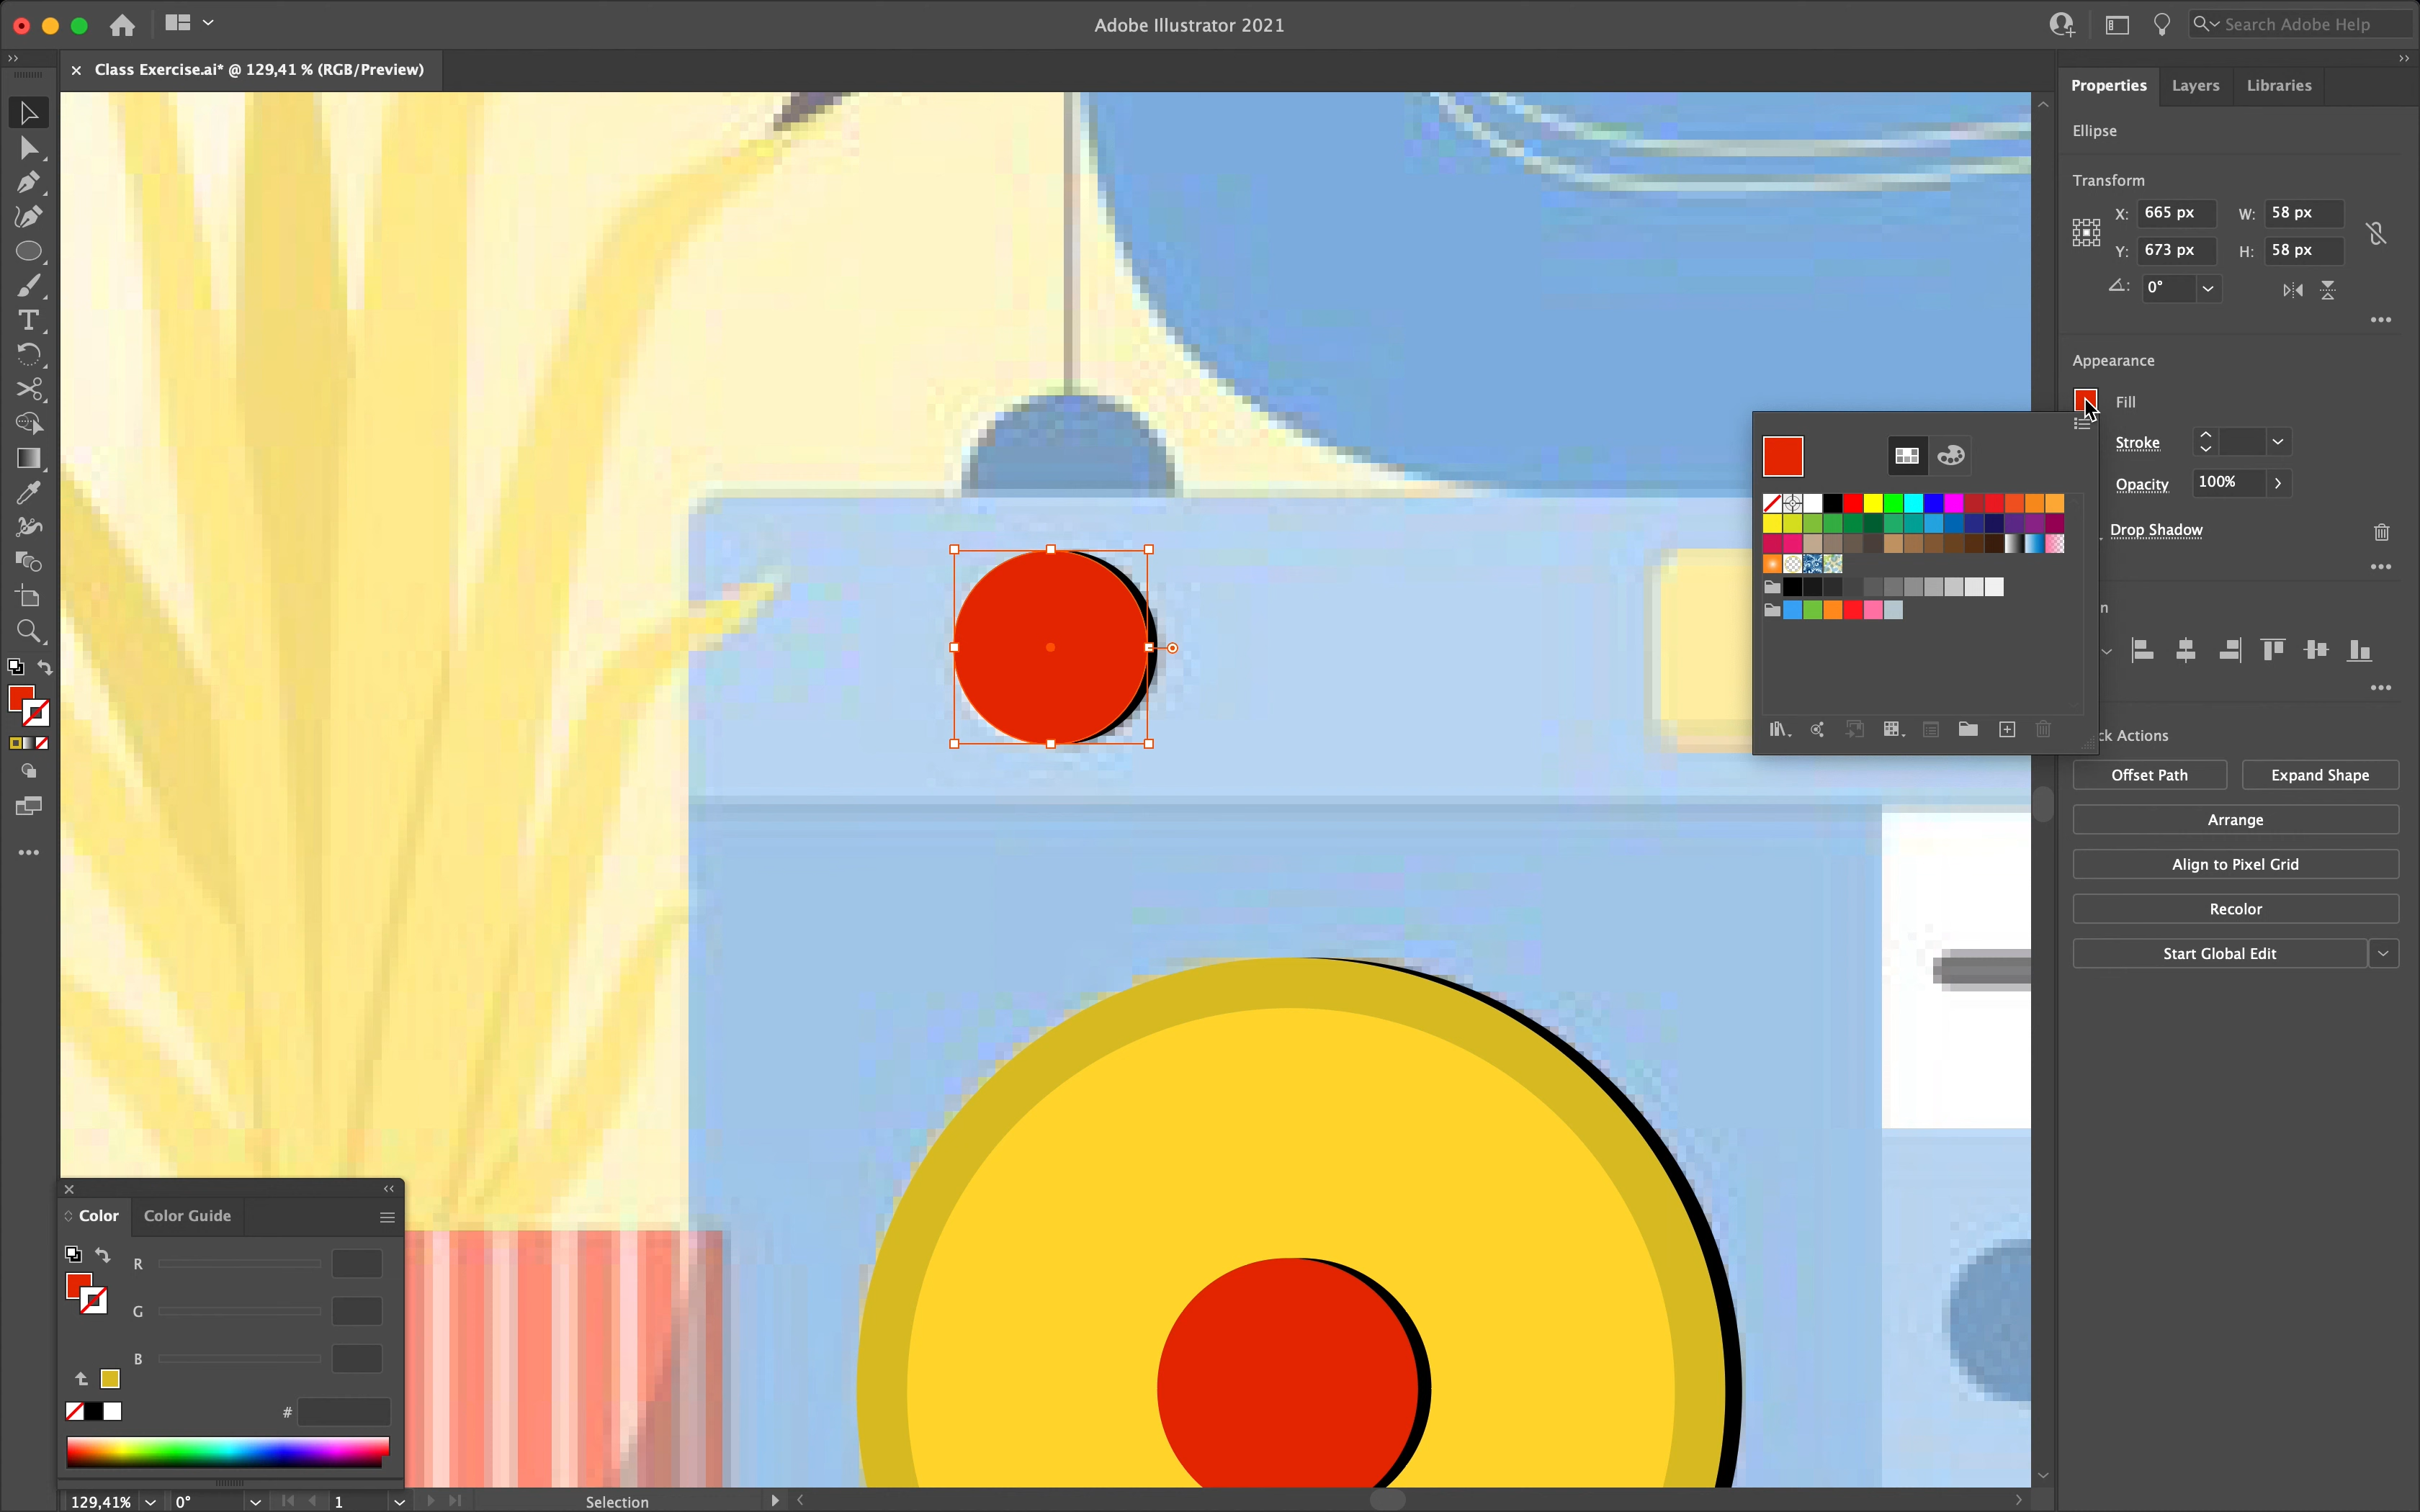 Adobe Illustrator 2021
Search Adobe Help
Class Exercise.ai* @ 129,41 % (RGB/Preview)
Properties Layers Libraries
Ellipse
Transform
X: 665 px W: 58 px
Y: 673 px H: 58 px
0°
Appearance
Fill
Stroke
Opacity 100%
Drop Shadow
n
ck Actions
Offset Path Expand Shape
Arrange
Align to Pixel Grid
Recolor
Start Global Edit
Color Color Guide
R
G
B
#
129,41% 0° 1 Selection